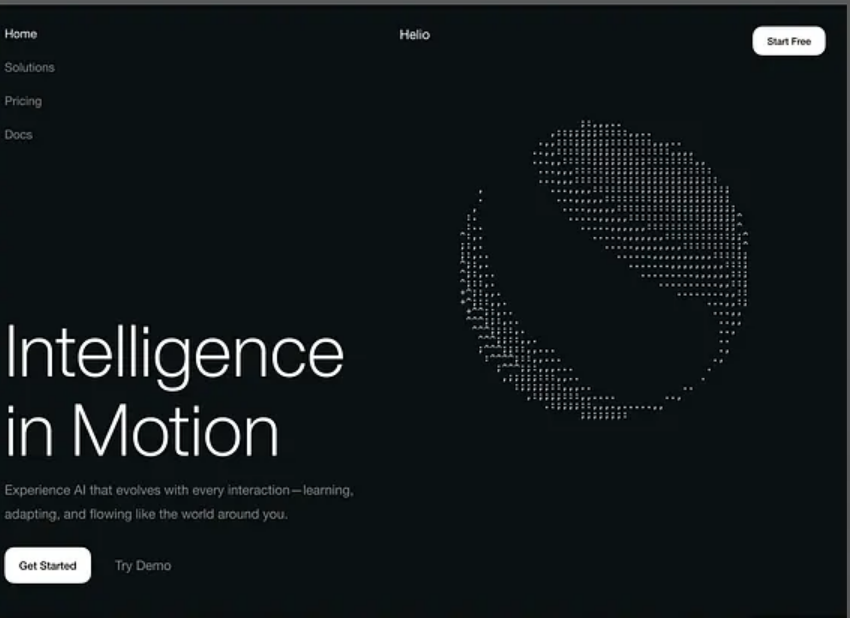 Home
Helio
Start Free
Solutions
Pricing
Docs
Intelligence
in Motion
Experience AI that evolves with every interaction—learning,
adapting, and flowing like the world around you.
Get Started
Try Demo